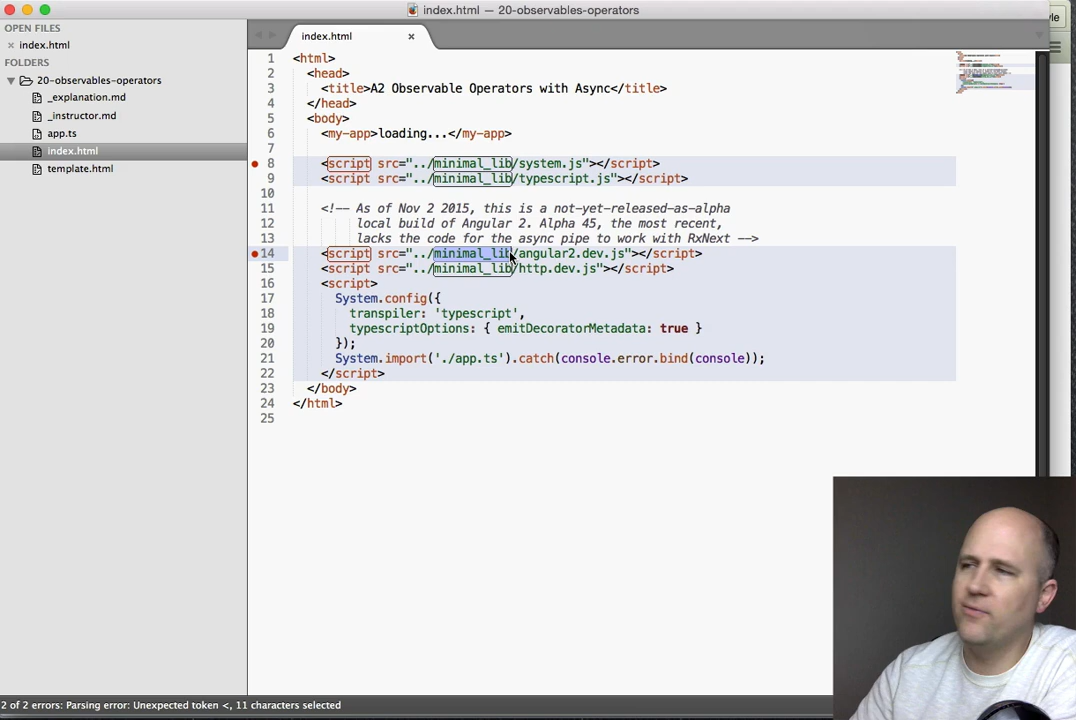 index.html — 20-observables-operators
yle
OPEN FILES
index.html
FOLDERS
20-observables-operators
_explanation.md
_instructor.md
app.ts
index.html
template.html
index.html
1 <html>
2 <head>
3 <title>A2 Observable Operators with Async</title>
4 </head>
5 <body>
6 <my-app>loading...</my-app>
7
8 <script src="../minimal_lib/system.js"></script>
9 <script src="../minimal_lib/typescript.js"></script>
10
11 <!-- As of Nov 2 2015, this is a not-yet-released-as-alpha
12 local build of Angular 2. Alpha 45, the most recent,
13 lacks the code for the async pipe to work with RxNext -->
14 <script src="../minimal_lib/angular2.dev.js"></script>
15 <script src="../minimal_lib/http.dev.js"></script>
16 <script>
17 System.config({
18 transpiler: 'typescript',
19 typescriptOptions: { emitDecoratorMetadata: true }
20 });
21 System.import('./app.ts').catch(console.error.bind(console));
22 </script>
23 </body>
24 </html>
25
2 of 2 errors: Parsing error: Unexpected token <, 11 characters selected